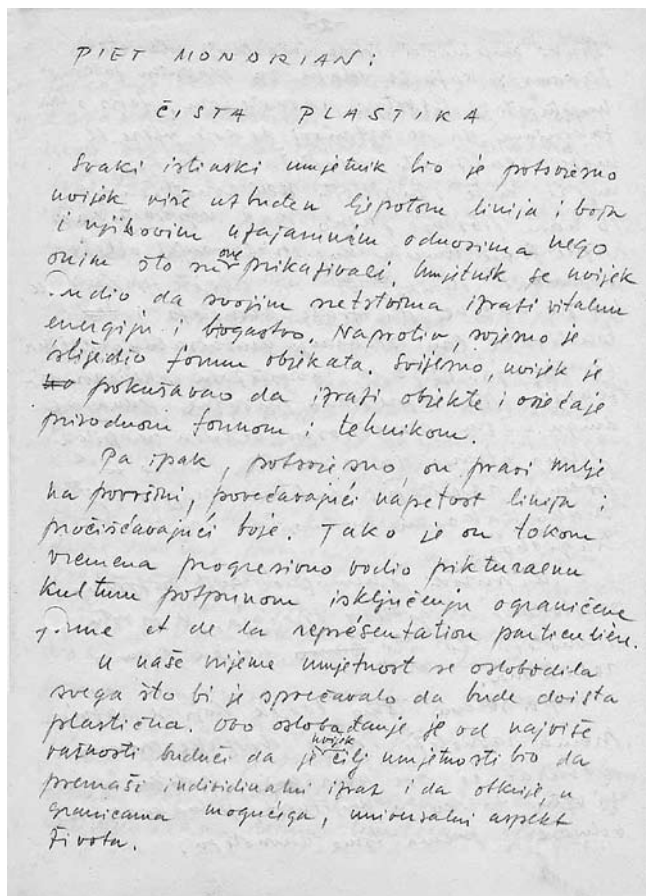 PIET MONDRIAN:
ČISTA PLASTIKA
Svaki istinski umjetnik bio je potsvjesno
uvijek više uzbuđen ljepotom linija i boja
i njihovim uzajamnim odnosima nego
onim što su one prikazivali. Umjetnik je uvijek
trudio da svojim sretstvima izrazi vitalnu
energiju i bogastvo. Naprotiv, svjesno je
slijedio formu objekata. Svijesno, uvijek je
pokušavao da izrazi objekte i osećaje
prirodnom formom i tehnikom.
Pa ipak, potsvjesno on pravi
na površini, povećavajući napetost linija i
pročišćavajući boje. Tako je on tokom
vremena progresivno vodio pikturalnu
kulturu potpunom isključenju ograničene
forme et de la représentation particulière.
U naše vrijeme umjetnost se oslobodila
svega što bi je sprečavalo da bude doista
plastična. Ovo oslobađanje je od najviše
važnosti budući da je uvijek cilj umjetnosti bio da
premaši individualni izraz i da otkrije, u
granicama mogućega, univerzalni aspekt
života.